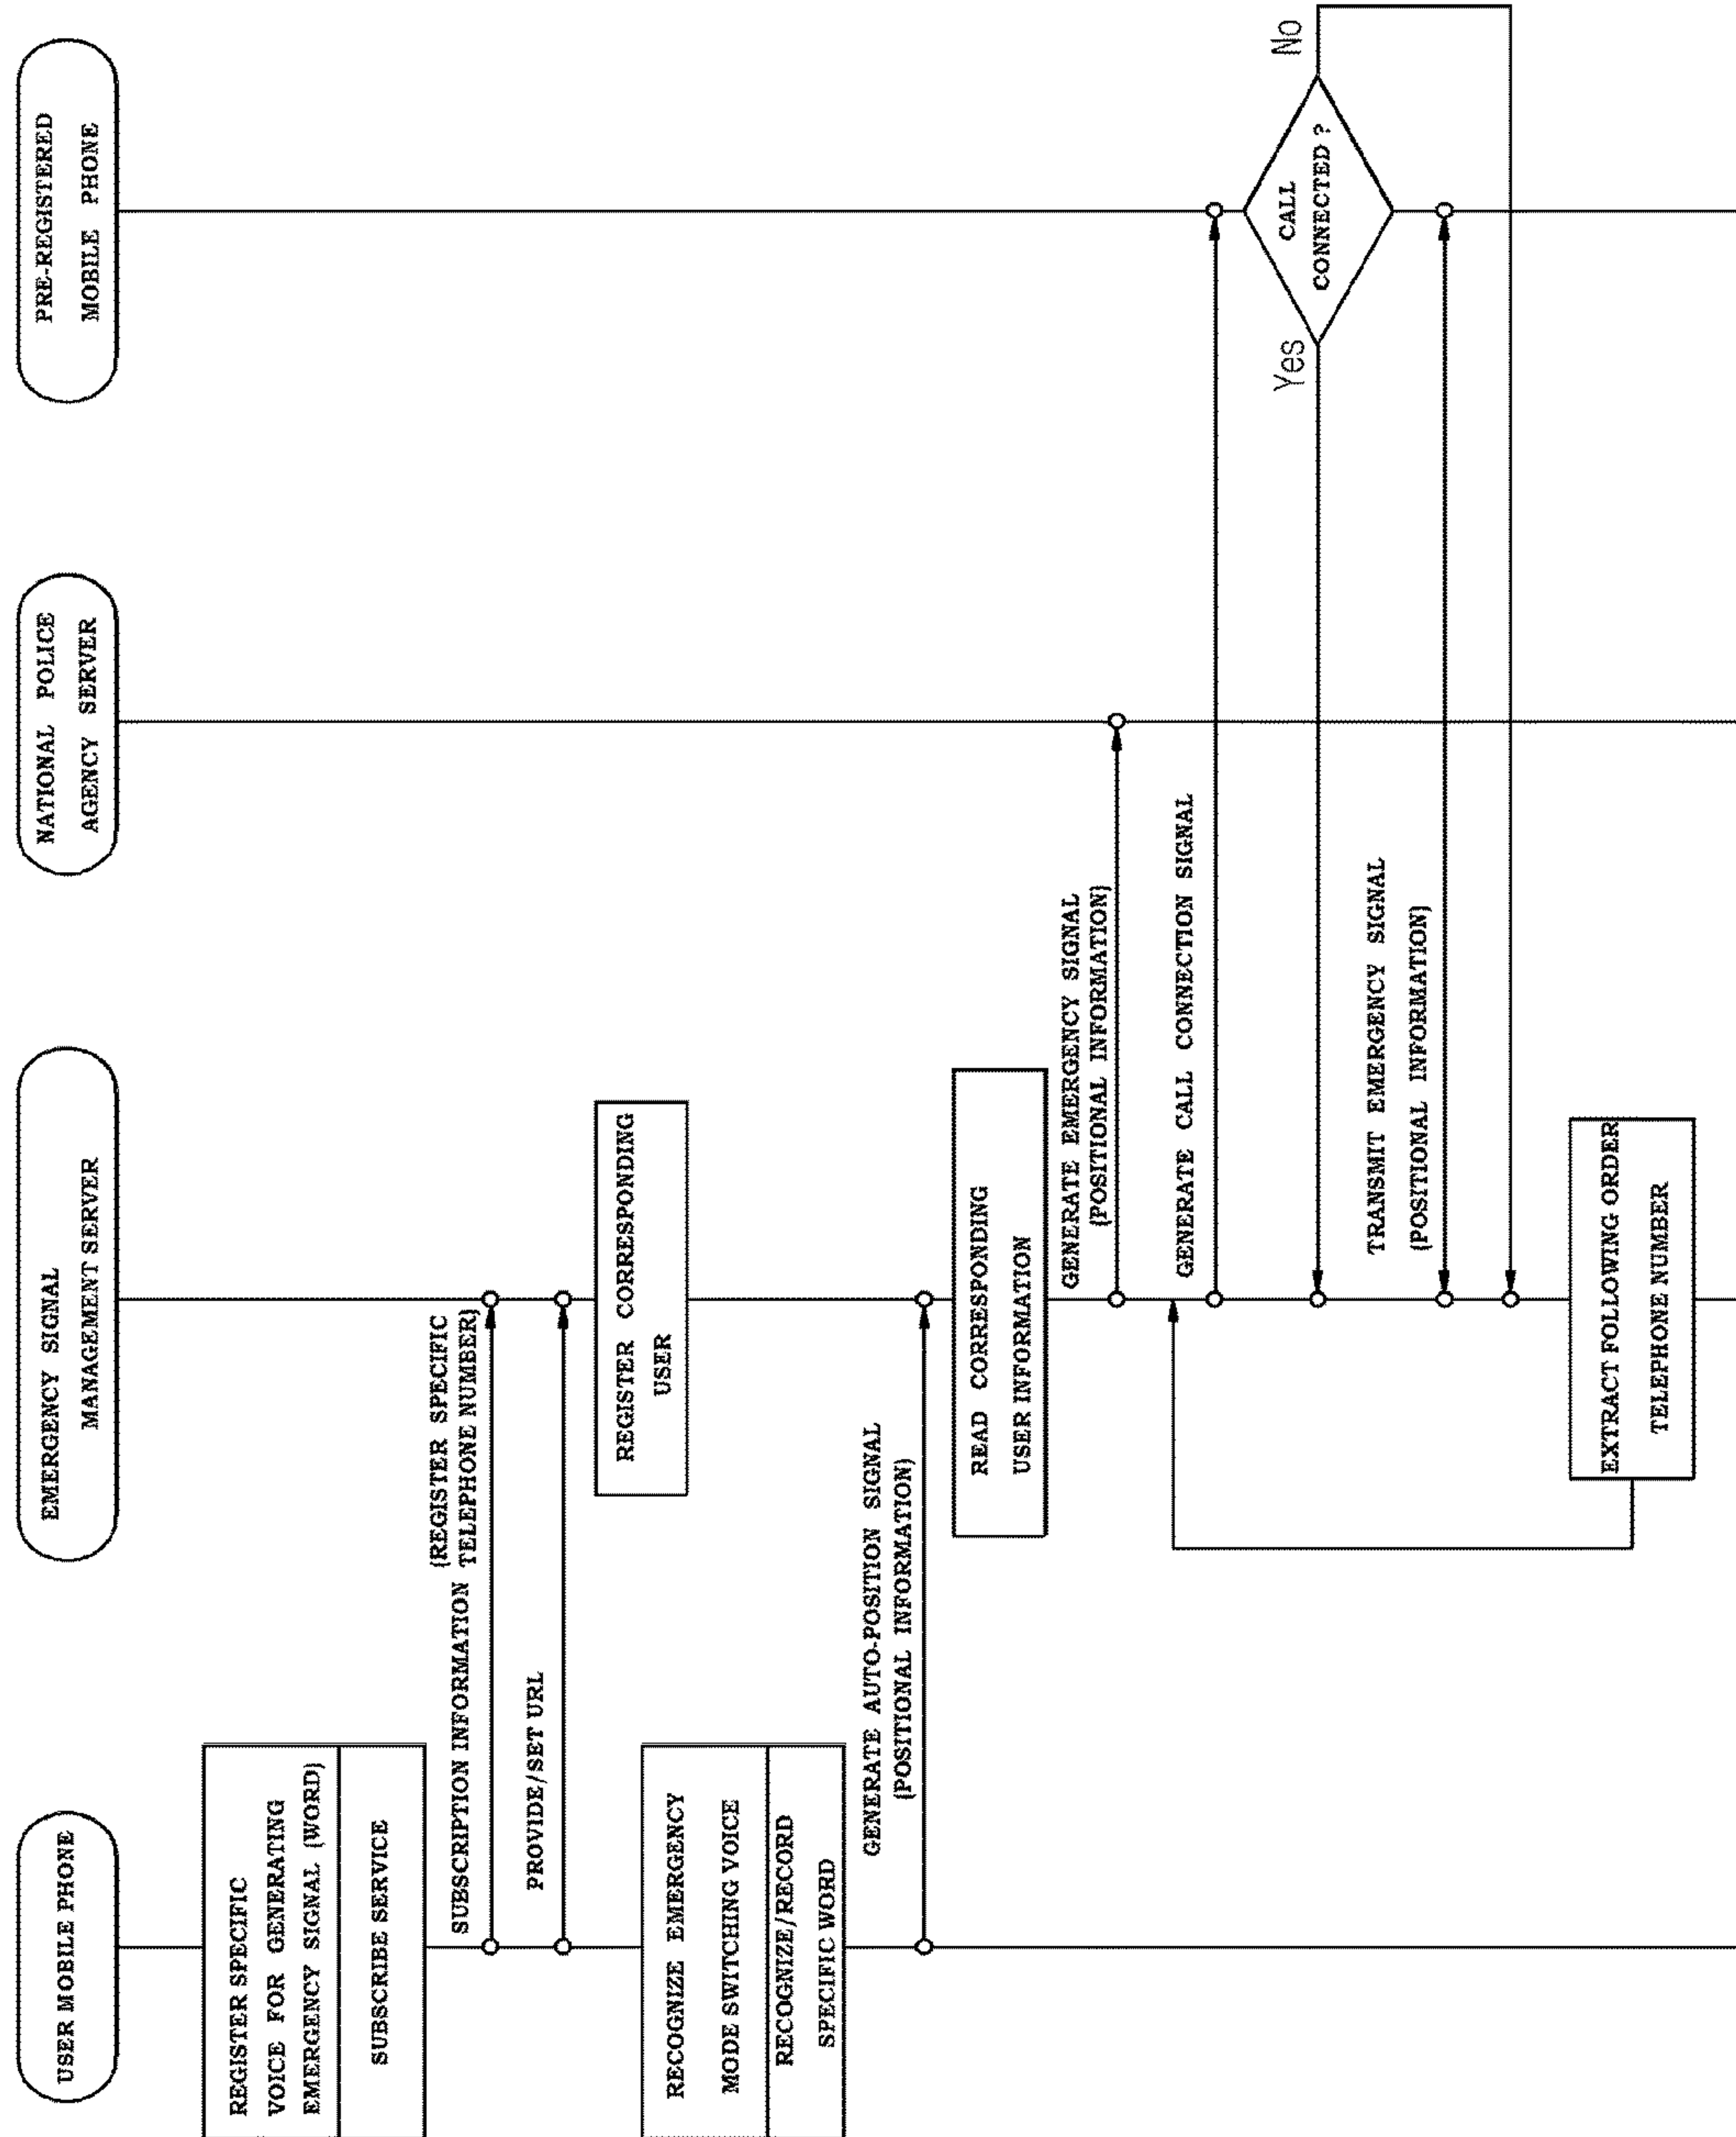 USER MOBILE PHONE
EMERGENCY SIGNAL
MANAGEMENT SERVER
NATIONAL POLICE
AGENCY SERVER
PRE-REGISTERED
MOBILE PHONE
REGISTER SPECIFIC
VOICE FOR GENERATING
EMERGENCY SIGNAL (WORD)
SUBSCRIBE SERVICE
(REGISTER SPECIFIC
SUBSCRIPTION INFORMATION TELEPHONE NUMBER)
PROVIDE/SET URL
REGISTER CORRESPONDING
USER
RECOGNIZE EMERGENCY
MODE SWITCHING VOICE
RECOGNIZE/RECORD
SPECIFIC WORD
GENERATE AUTO-POSITION SIGNAL
(POSITIONAL INFORMATION)
READ CORRESPONDING
USER INFORMATION
GENERATE EMERGENCY SIGNAL
(POSITIONAL INFORMATION)
GENERATE CALL CONNECTION SIGNAL
CALL
CONNECTED ?
Yes
No
TRANSMIT EMERGENCY SIGNAL
(POSITIONAL INFORMATION)
EXTRACT FOLLOWING ORDER
TELEPHONE NUMBER